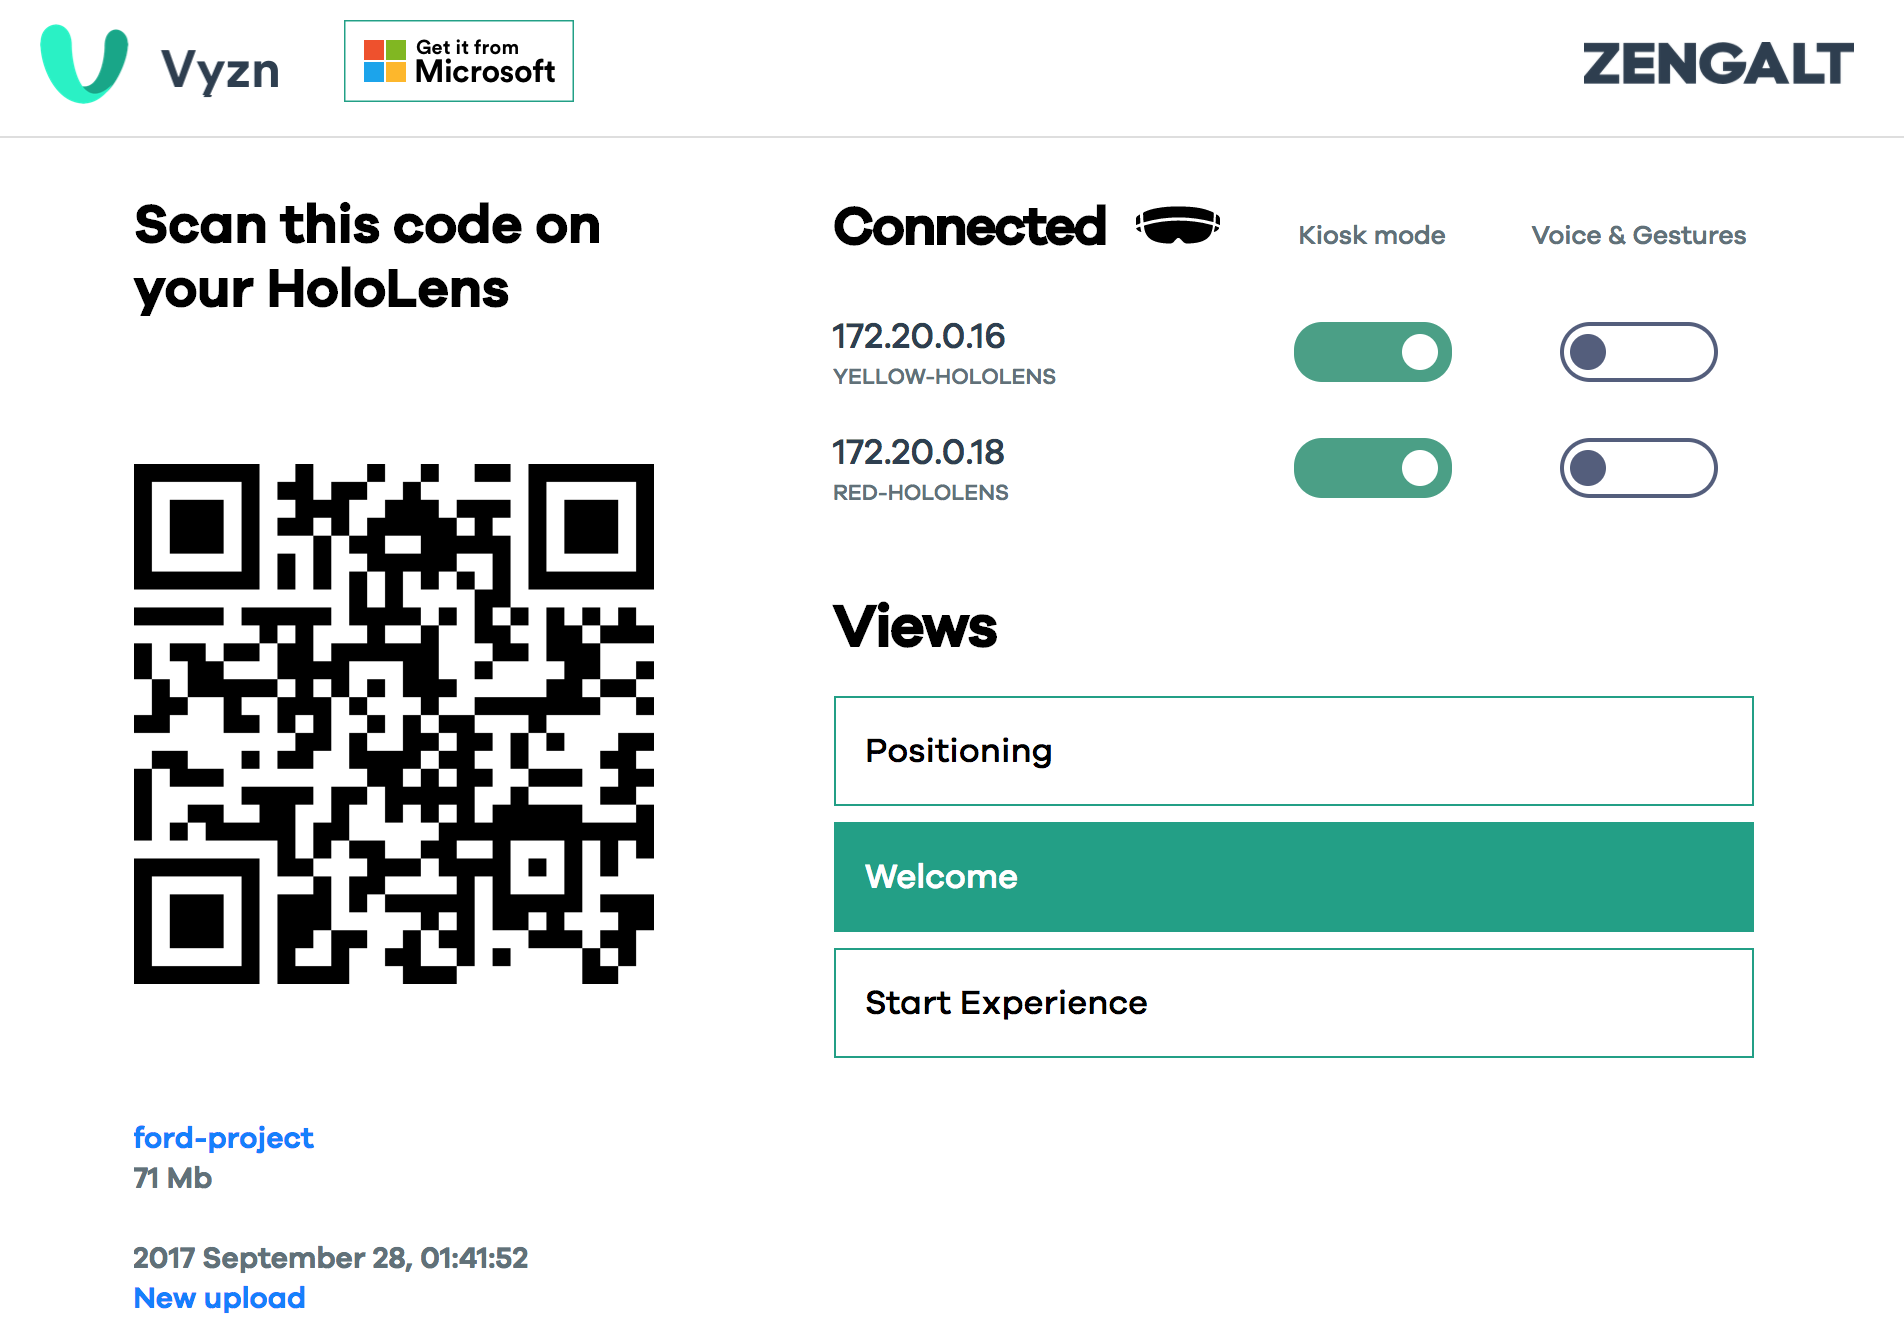 Vyzn
Get it from
Microsoft
ZENGALT
Scan this code on
your HoloLens
ford-project
71 Mb
2017 September 28, 01:41:52
New upload
Connected
Kiosk mode
Voice & Gestures
172.20.0.16
YELLOW-HOLOLENS
172.20.0.18
RED-HOLOLENS
Views
Positioning
Welcome
Start Experience